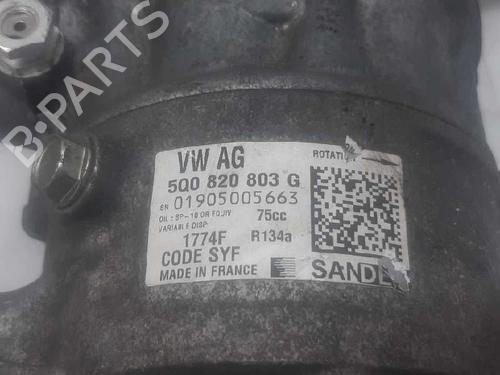 B-PARTS
VW AG
ROTATI
5Q0 820 803 G
SN 01905005663
OIL : SP-10 OR EQUIV 75cc
VARIABLE DISP
1774F R134a
CODE SYF
MADE IN FRANCE
SANDE